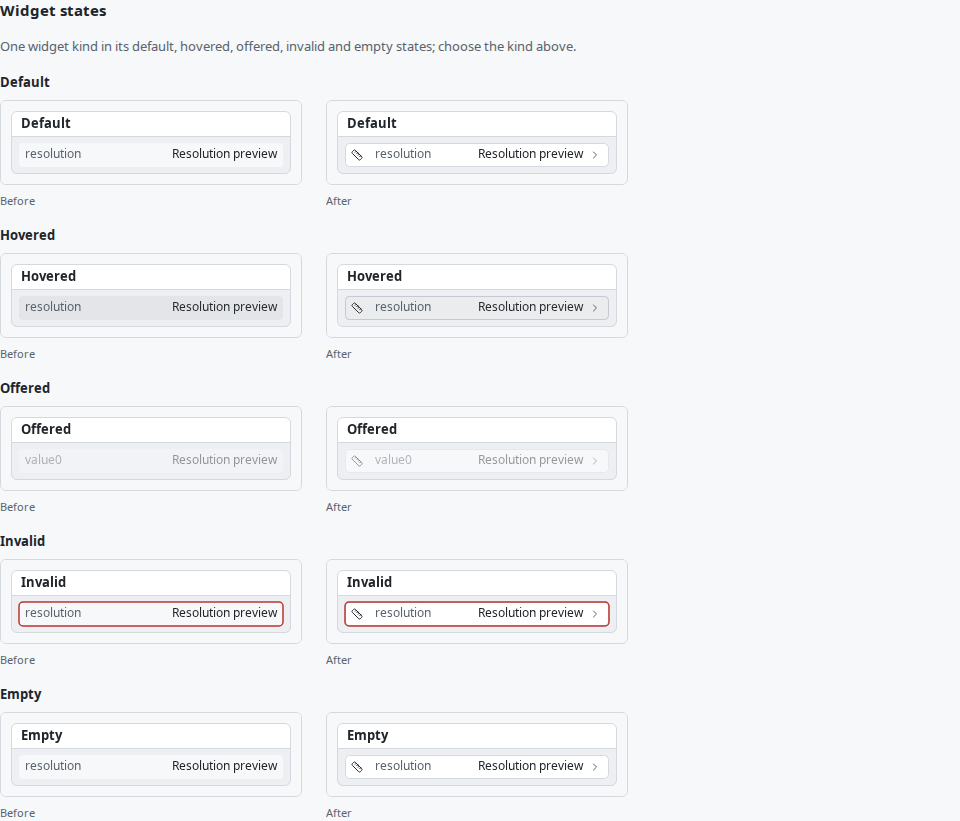 Widget states
One widget kind in its default, hovered, offered, invalid and empty states; choose the kind above.
Default
Default
resolution Resolution preview
Before
Default
resolution Resolution preview
After
Hovered
Hovered
resolution Resolution preview
Before
Hovered
resolution Resolution preview
After
Offered
Offered
value0 Resolution preview
Before
Offered
value0 Resolution preview
After
Invalid
Invalid
resolution Resolution preview
Before
Invalid
resolution Resolution preview
After
Empty
Empty
resolution Resolution preview
Before
Empty
resolution Resolution preview
After